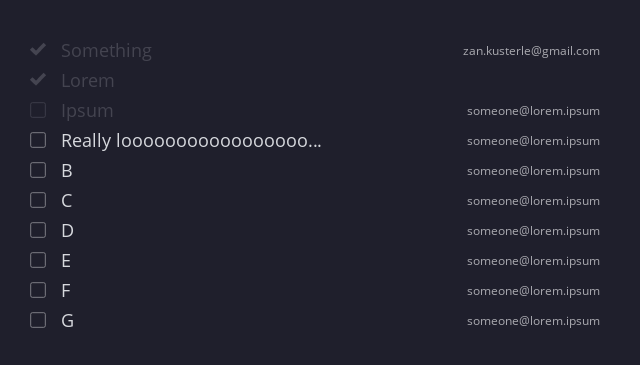 Something zan.kusterle@gmail.com
Lorem
Ipsum someone@lorem.ipsum
Really looooooooooooooooo... someone@lorem.ipsum
B someone@lorem.ipsum
C someone@lorem.ipsum
D someone@lorem.ipsum
E someone@lorem.ipsum
F someone@lorem.ipsum
G someone@lorem.ipsum